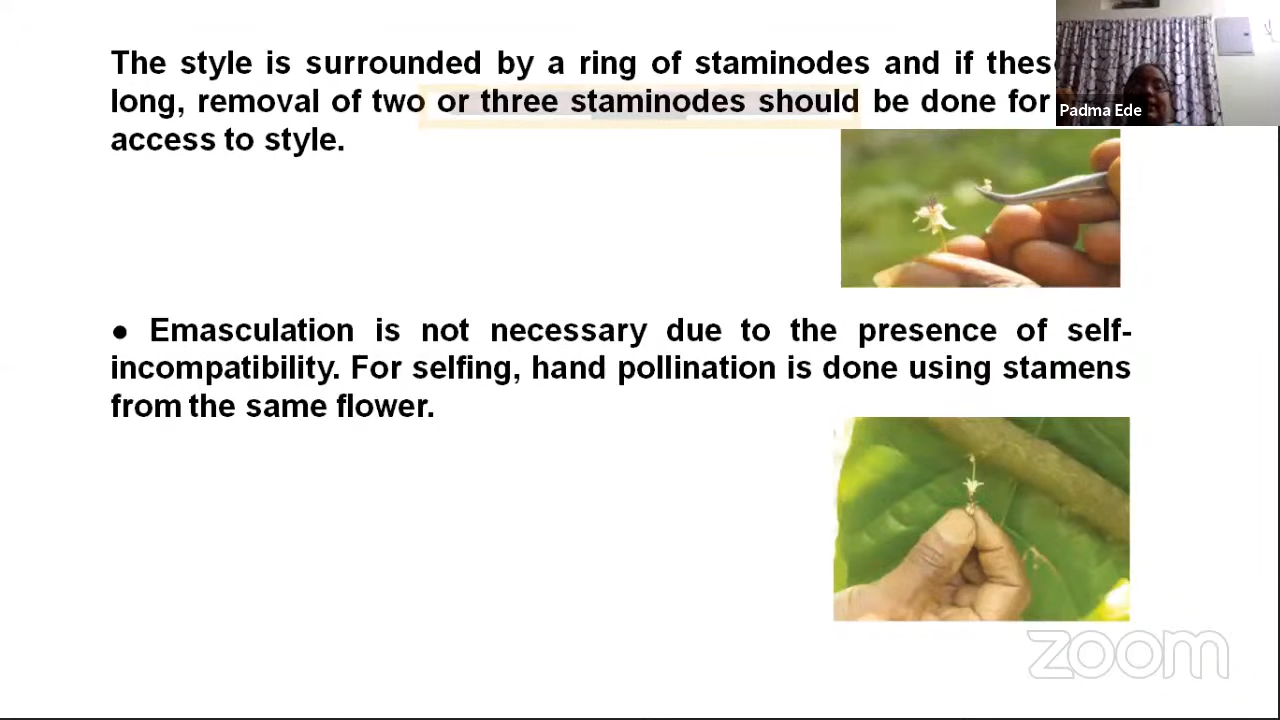 The style is surrounded by a ring of staminodes and if
long, removal of two or three staminodes should be done for
access to style.
Padma Ede
● Emasculation is not necessary due to the presence of self-
incompatibility. For selfing, hand pollination is done using stamens
from the same flower.
zoom